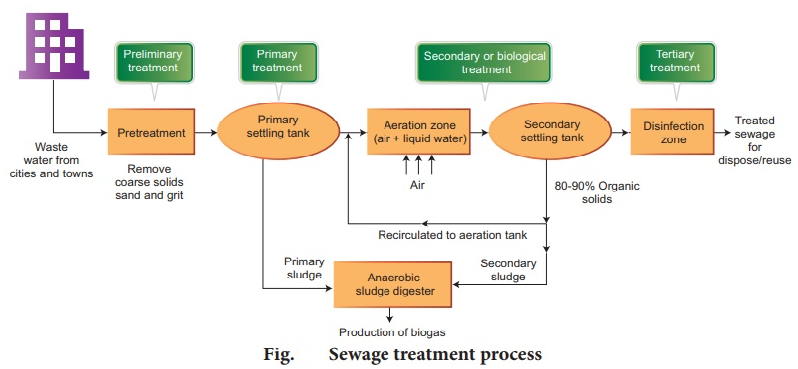 Preliminary
treatment
Primary
treatment
Secondary or biological
treatment
Tertiary
treatment
Waste
water from
cities and towns
Pretreatment
Remove
coarse solids
sand and grit
Primary
settling tank
Aeration zone
(air + liquid water)
Air
Secondary
settling tank
Disinfection
zone
Treated
sewage
for
dispose/reuse
80-90% Organic
solids
Recirculated to aeration tank
Primary
sludge
Secondary
sludge
Anaerobic
sludge digester
Production of biogas
Fig. Sewage treatment process